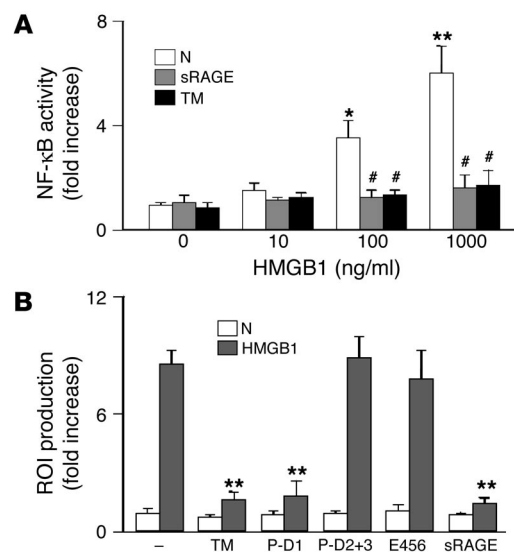 A
NF-κB activity
(fold increase)
8
4
0
N
sRAGE
TM
*
**
# #
# #
0 10 100 1000
HMGB1 (ng/ml)
B
ROI production
(fold increase)
12
6
0
N
HMGB1
**
**
**
– TM P-D1 P-D2+3 E456 sRAGE